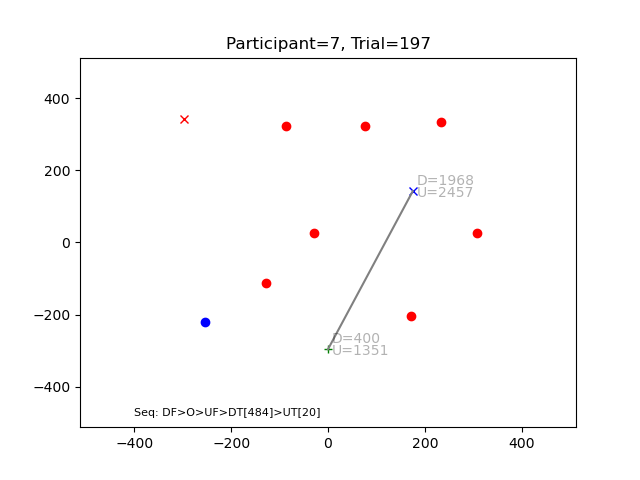 Participant=7, Trial=197
400
200
0
−200
−400
D=1968
U=2457
D=400
U=1351
Seq: DF>O>UF>DT[484]>UT[20]
−400
−200
0
200
400